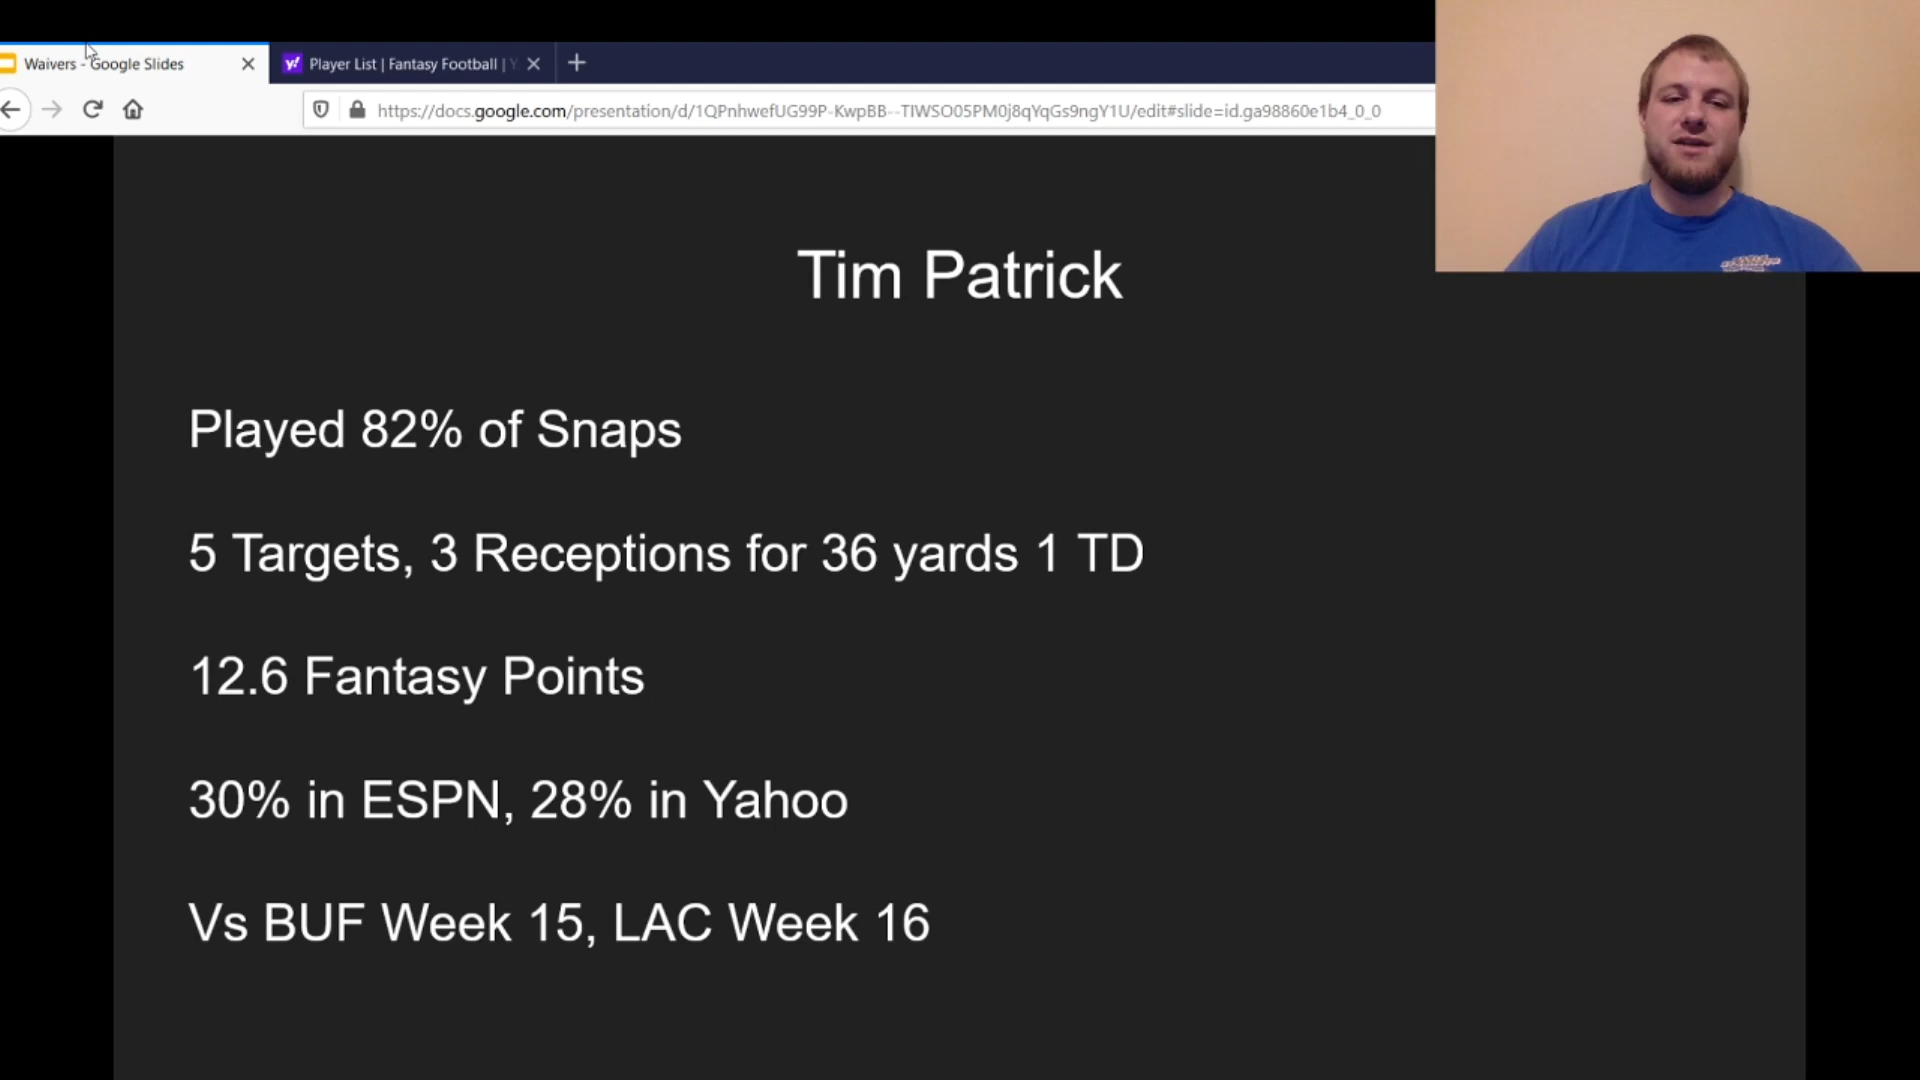 Waivers - Google Slides
Player List | Fantasy Football |
https://docs.google.com/presentation/d/1QPnhwefUG99P-KwpBB--TIWSO05PM0j8qYqGs9ngY1U/edit#slide=id.ga98860e1b4_0_0
Tim Patrick
Played 82% of Snaps
5 Targets, 3 Receptions for 36 yards 1 TD
12.6 Fantasy Points
30% in ESPN, 28% in Yahoo
Vs BUF Week 15, LAC Week 16